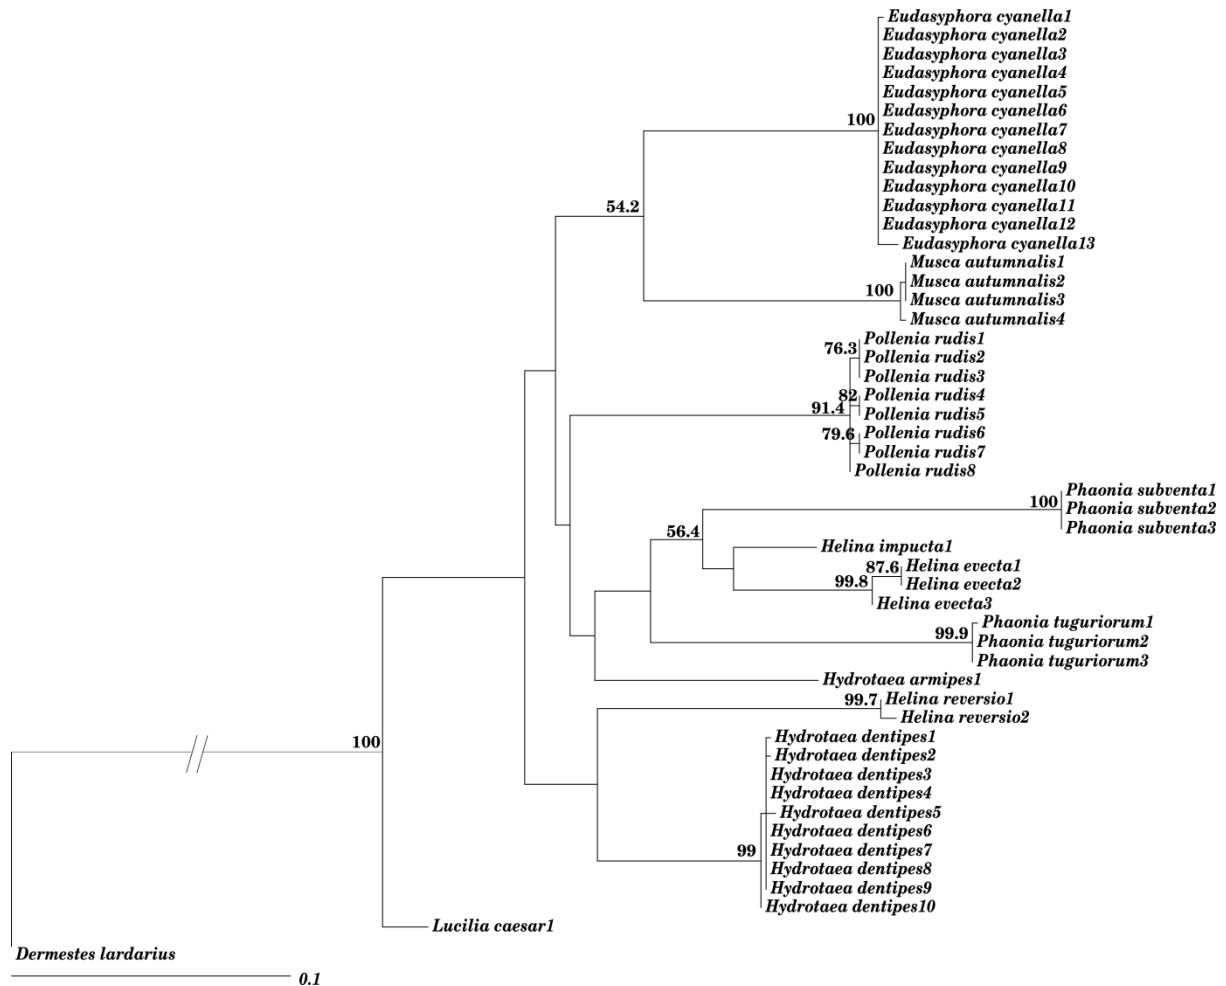 Eudasyphora cyanella1
Eudasyphora cyanella2
Eudasyphora cyanella3
Eudasyphora cyanella4
Eudasyphora cyanella5
Eudasyphora cyanella6
100 Eudasyphora cyanella7
Eudasyphora cyanella8
Eudasyphora cyanella9
Eudasyphora cyanella10
Eudasyphora cyanella11
54.2 Eudasyphora cyanella12
Eudasyphora cyanella13
Musca autumnalis1
Musca autumnalis2
100 Musca autumnalis3
Musca autumnalis4
Pollenia rudis1
76.3 Pollenia rudis2
Pollenia rudis3
82 Pollenia rudis4
91.4 Pollenia rudis5
79.6 Pollenia rudis6
Pollenia rudis7
Pollenia rudis8
Phaonia subventa1
100 Phaonia subventa2
Phaonia subventa3
56.4 Helina impucta1
87.6 Helina evecta1
99.8 Helina evecta2
Helina evecta3
Phaonia tuguriorum1
99.9 Phaonia tuguriorum2
Phaonia tuguriorum3
Hydrotaea armipes1
99.7 Helina reversio1
Helina reversio2
100 Hydrotaea dentipes1
Hydrotaea dentipes2
Hydrotaea dentipes3
Hydrotaea dentipes4
Hydrotaea dentipes5
Hydrotaea dentipes6
99 Hydrotaea dentipes7
Hydrotaea dentipes8
Hydrotaea dentipes9
Hydrotaea dentipes10
Lucilia caesar1
Dermestes lardarius
0.1